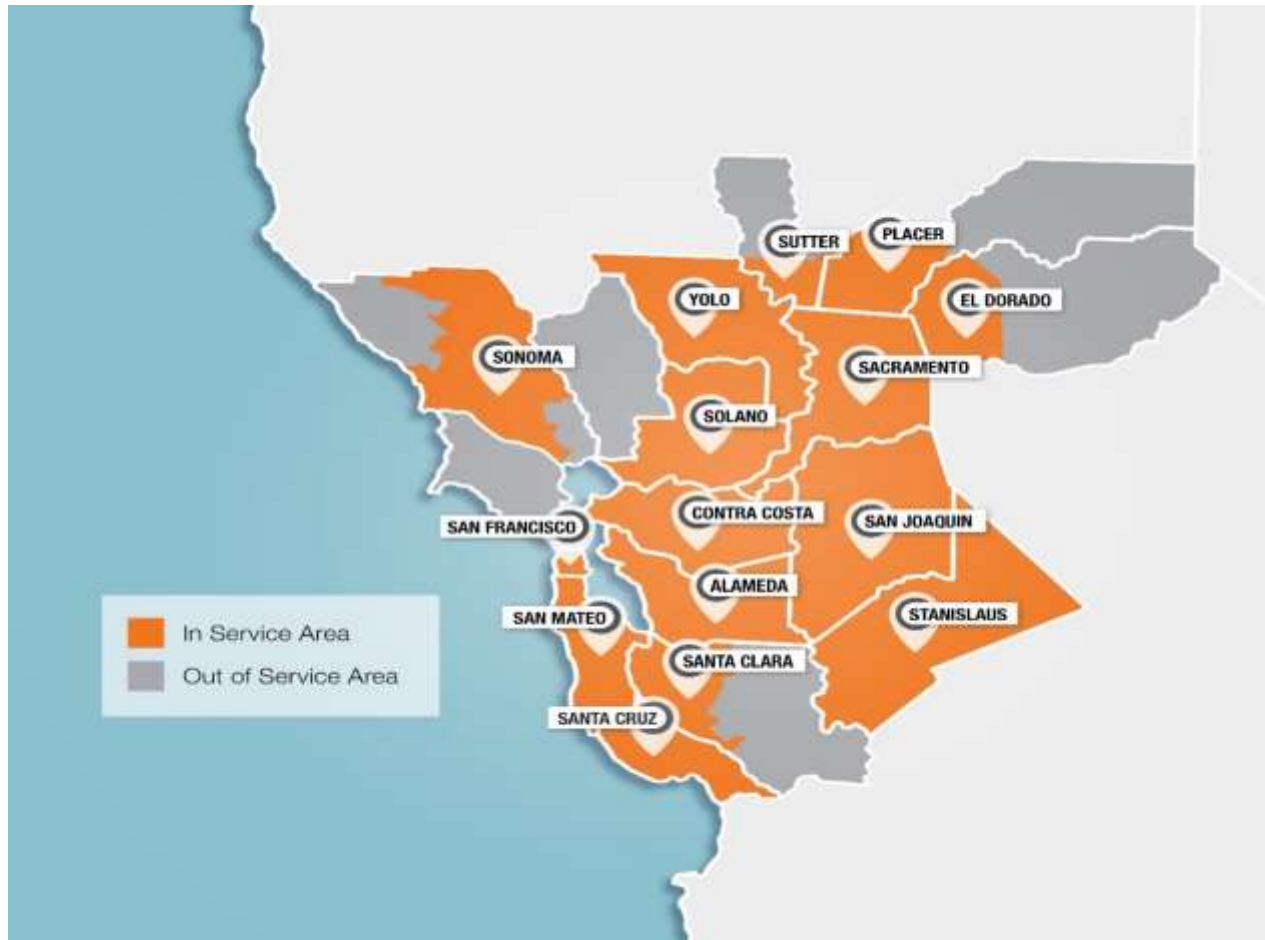 SUTTER
PLACER
YOLO
EL DORADO
SONOMA
SACRAMENTO
SOLANO
CONTRA COSTA
SAN JOAQUIN
SAN FRANCISCO
ALAMEDA
SAN MATEO
STANISLAUS
SANTA CLARA
SANTA CRUZ
In Service Area
Out of Service Area